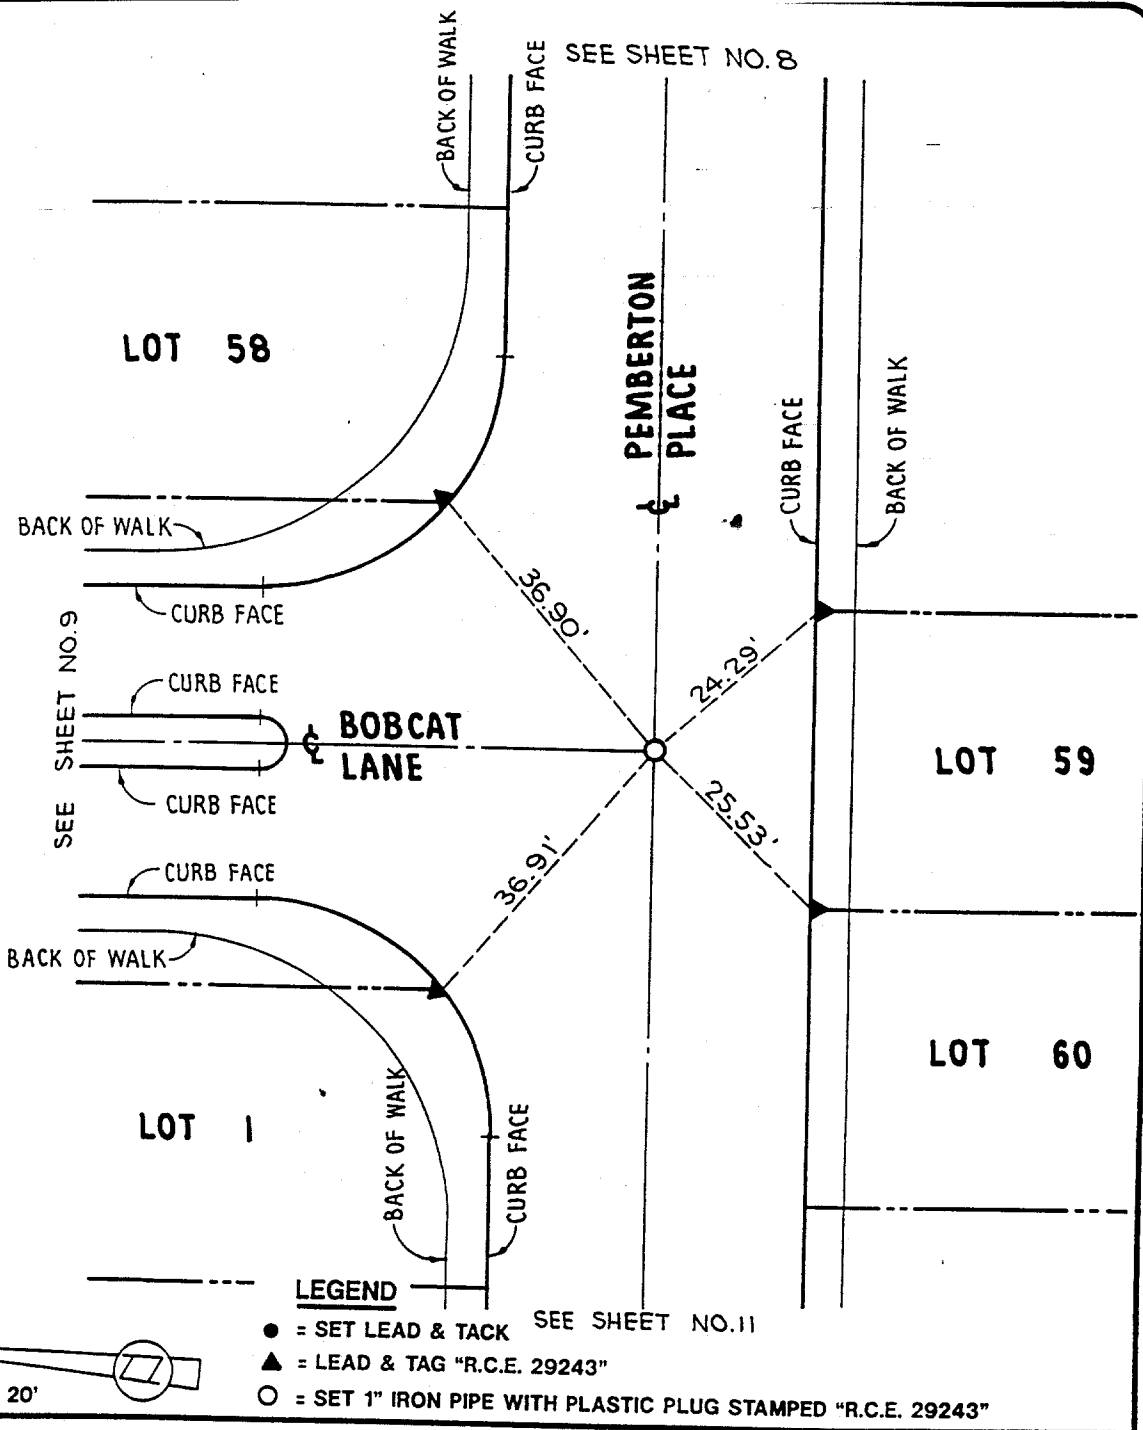 SEE SHEET NO. 8
BACK OF WALK
CURB FACE
LOT 58
PEMBERTON
PLACE
℄
CURB FACE
BACK OF WALK
BACK OF WALK
CURB FACE
36.90'
24.29'
SEE SHEET NO. 9
CURB FACE
℄ BOBCAT
LANE
CURB FACE
LOT 59
25.53'
36.91'
CURB FACE
BACK OF WALK
LOT 60
LOT 1
BACK OF WALK
CURB FACE
LEGEND
SEE SHEET NO. 11
● = SET LEAD & TACK
▲ = LEAD & TAG "R.C.E. 29243"
○ = SET 1" IRON PIPE WITH PLASTIC PLUG STAMPED "R.C.E. 29243"
20'